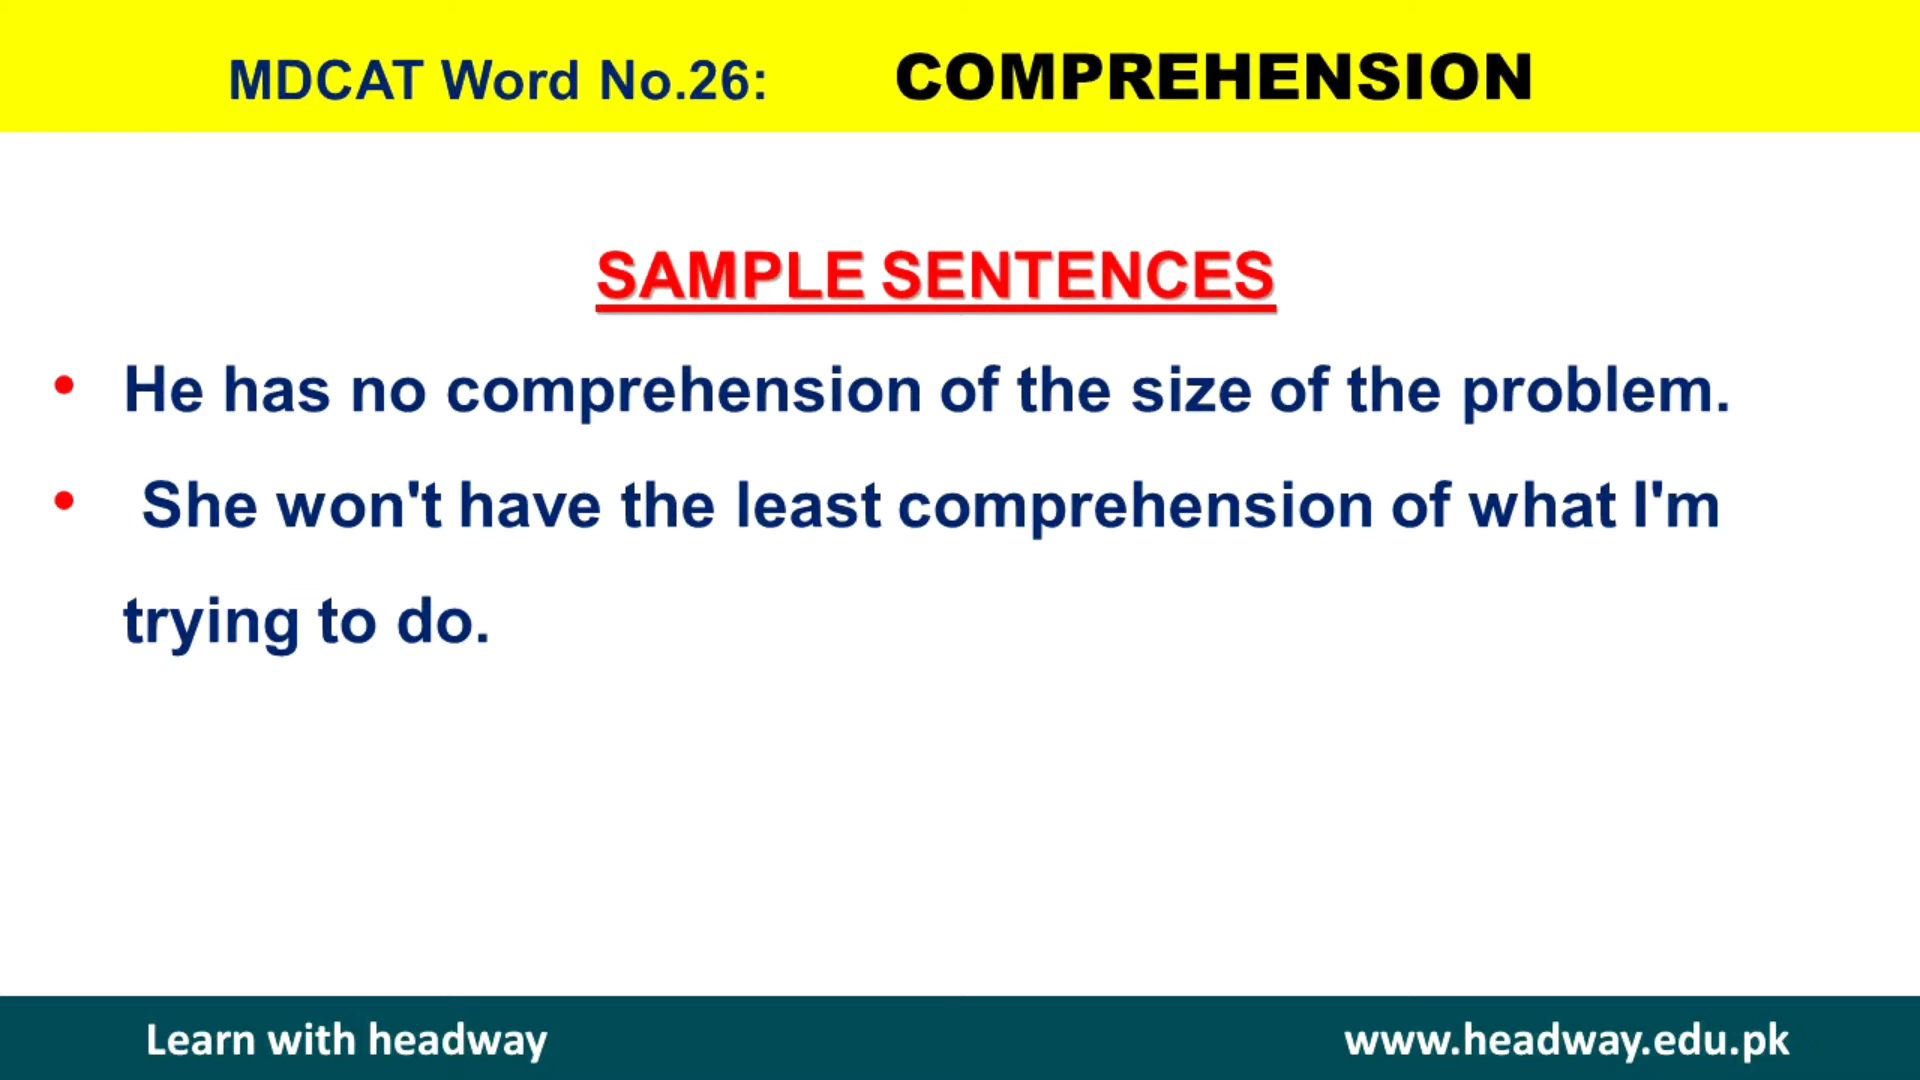 MDCAT Word No.26: COMPREHENSION
SAMPLE SENTENCES
• He has no comprehension of the size of the problem.
• She won't have the least comprehension of what I'm
trying to do.
Learn with headway www.headway.edu.pk